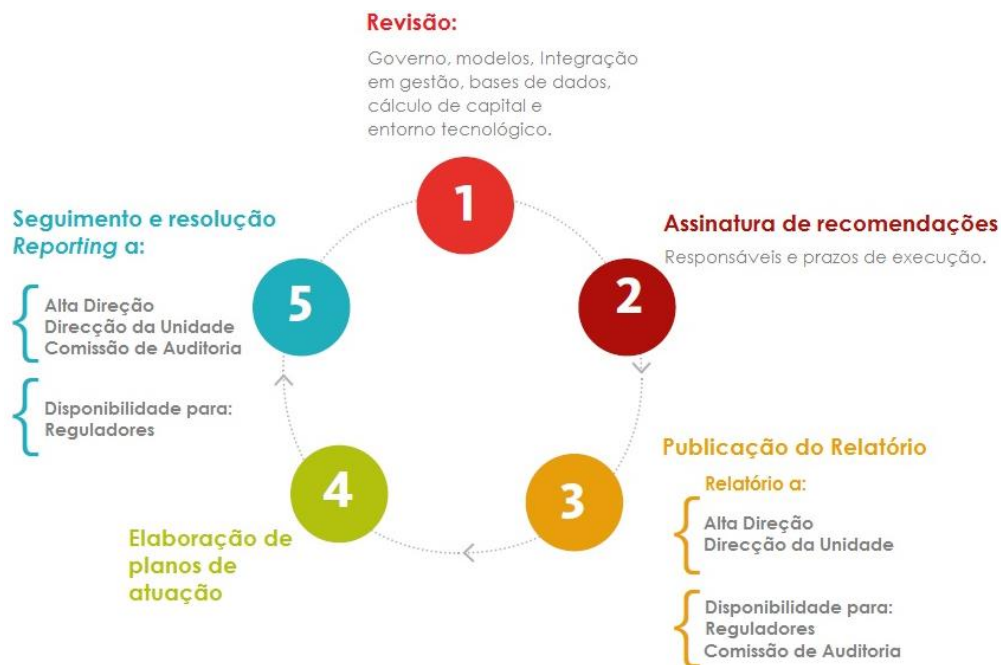 Revisão:
Governo, modelos, Integração
em gestão, bases de dados,
cálculo de capital e
entorno tecnológico.
1
Assinatura de recomendações
Responsáveis e prazos de execução.
2
Publicação do Relatório
Relatório a:
Alta Direção
Direcção da Unidade
Disponibilidade para:
Reguladores
Comissão de Auditoria
3
4
Elaboração de
planos de
atuação
5
Seguimento e resolução
Reporting a:
Alta Direção
Direcção da Unidade
Comissão de Auditoria
Disponibilidade para:
Reguladores